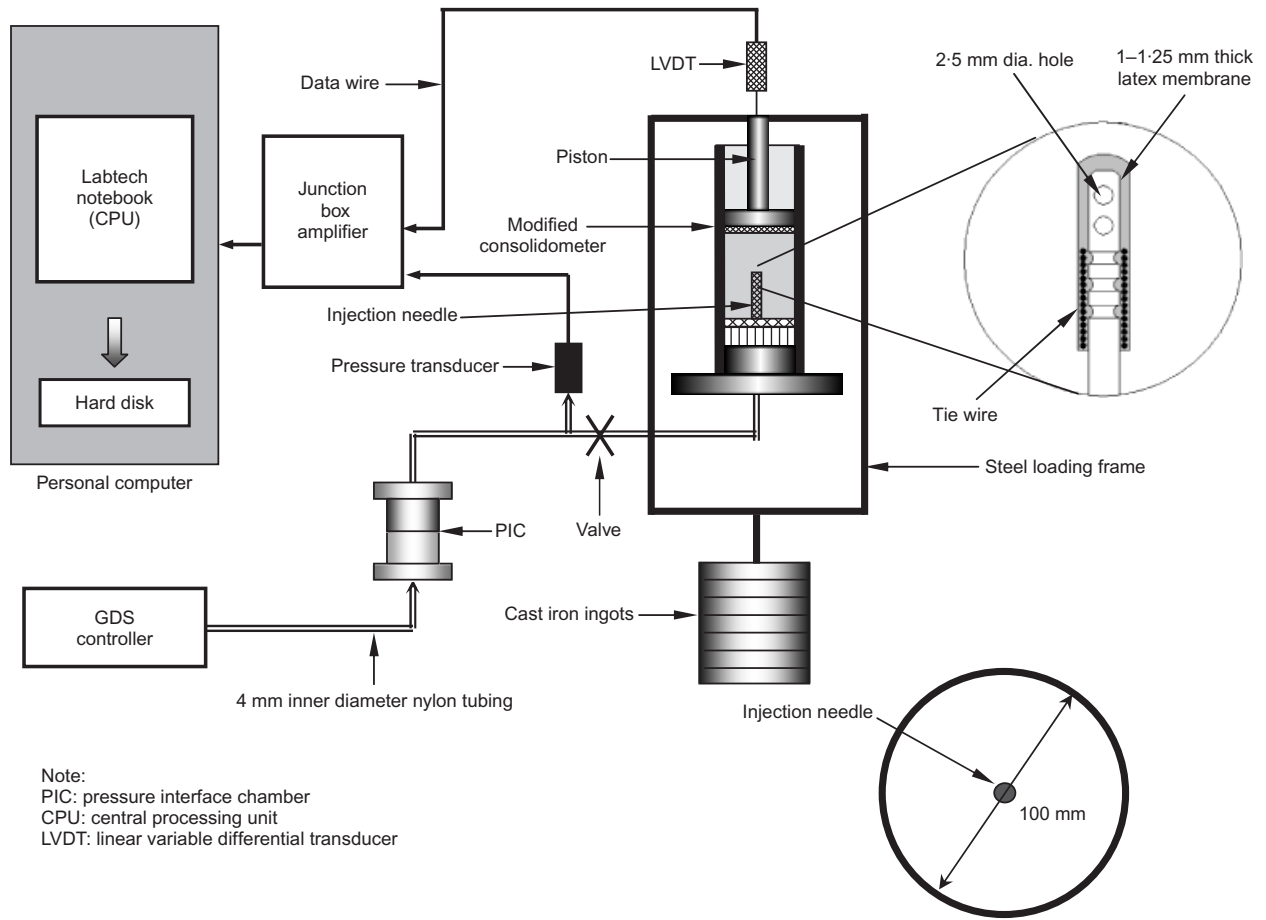 LVDT
Data wire
2·5 mm dia. hole
1–1·25 mm thick
latex membrane
Labtech
notebook
(CPU)
Junction
box
amplifier
Piston
Modified
consolidometer
Injection needle
Pressure transducer
Hard disk
Tie wire
Personal computer
Steel loading frame
PIC
Valve
GDS
controller
Cast iron ingots
4 mm inner diameter nylon tubing
Injection needle
100 mm
Note:
PIC: pressure interface chamber
CPU: central processing unit
LVDT: linear variable differential transducer